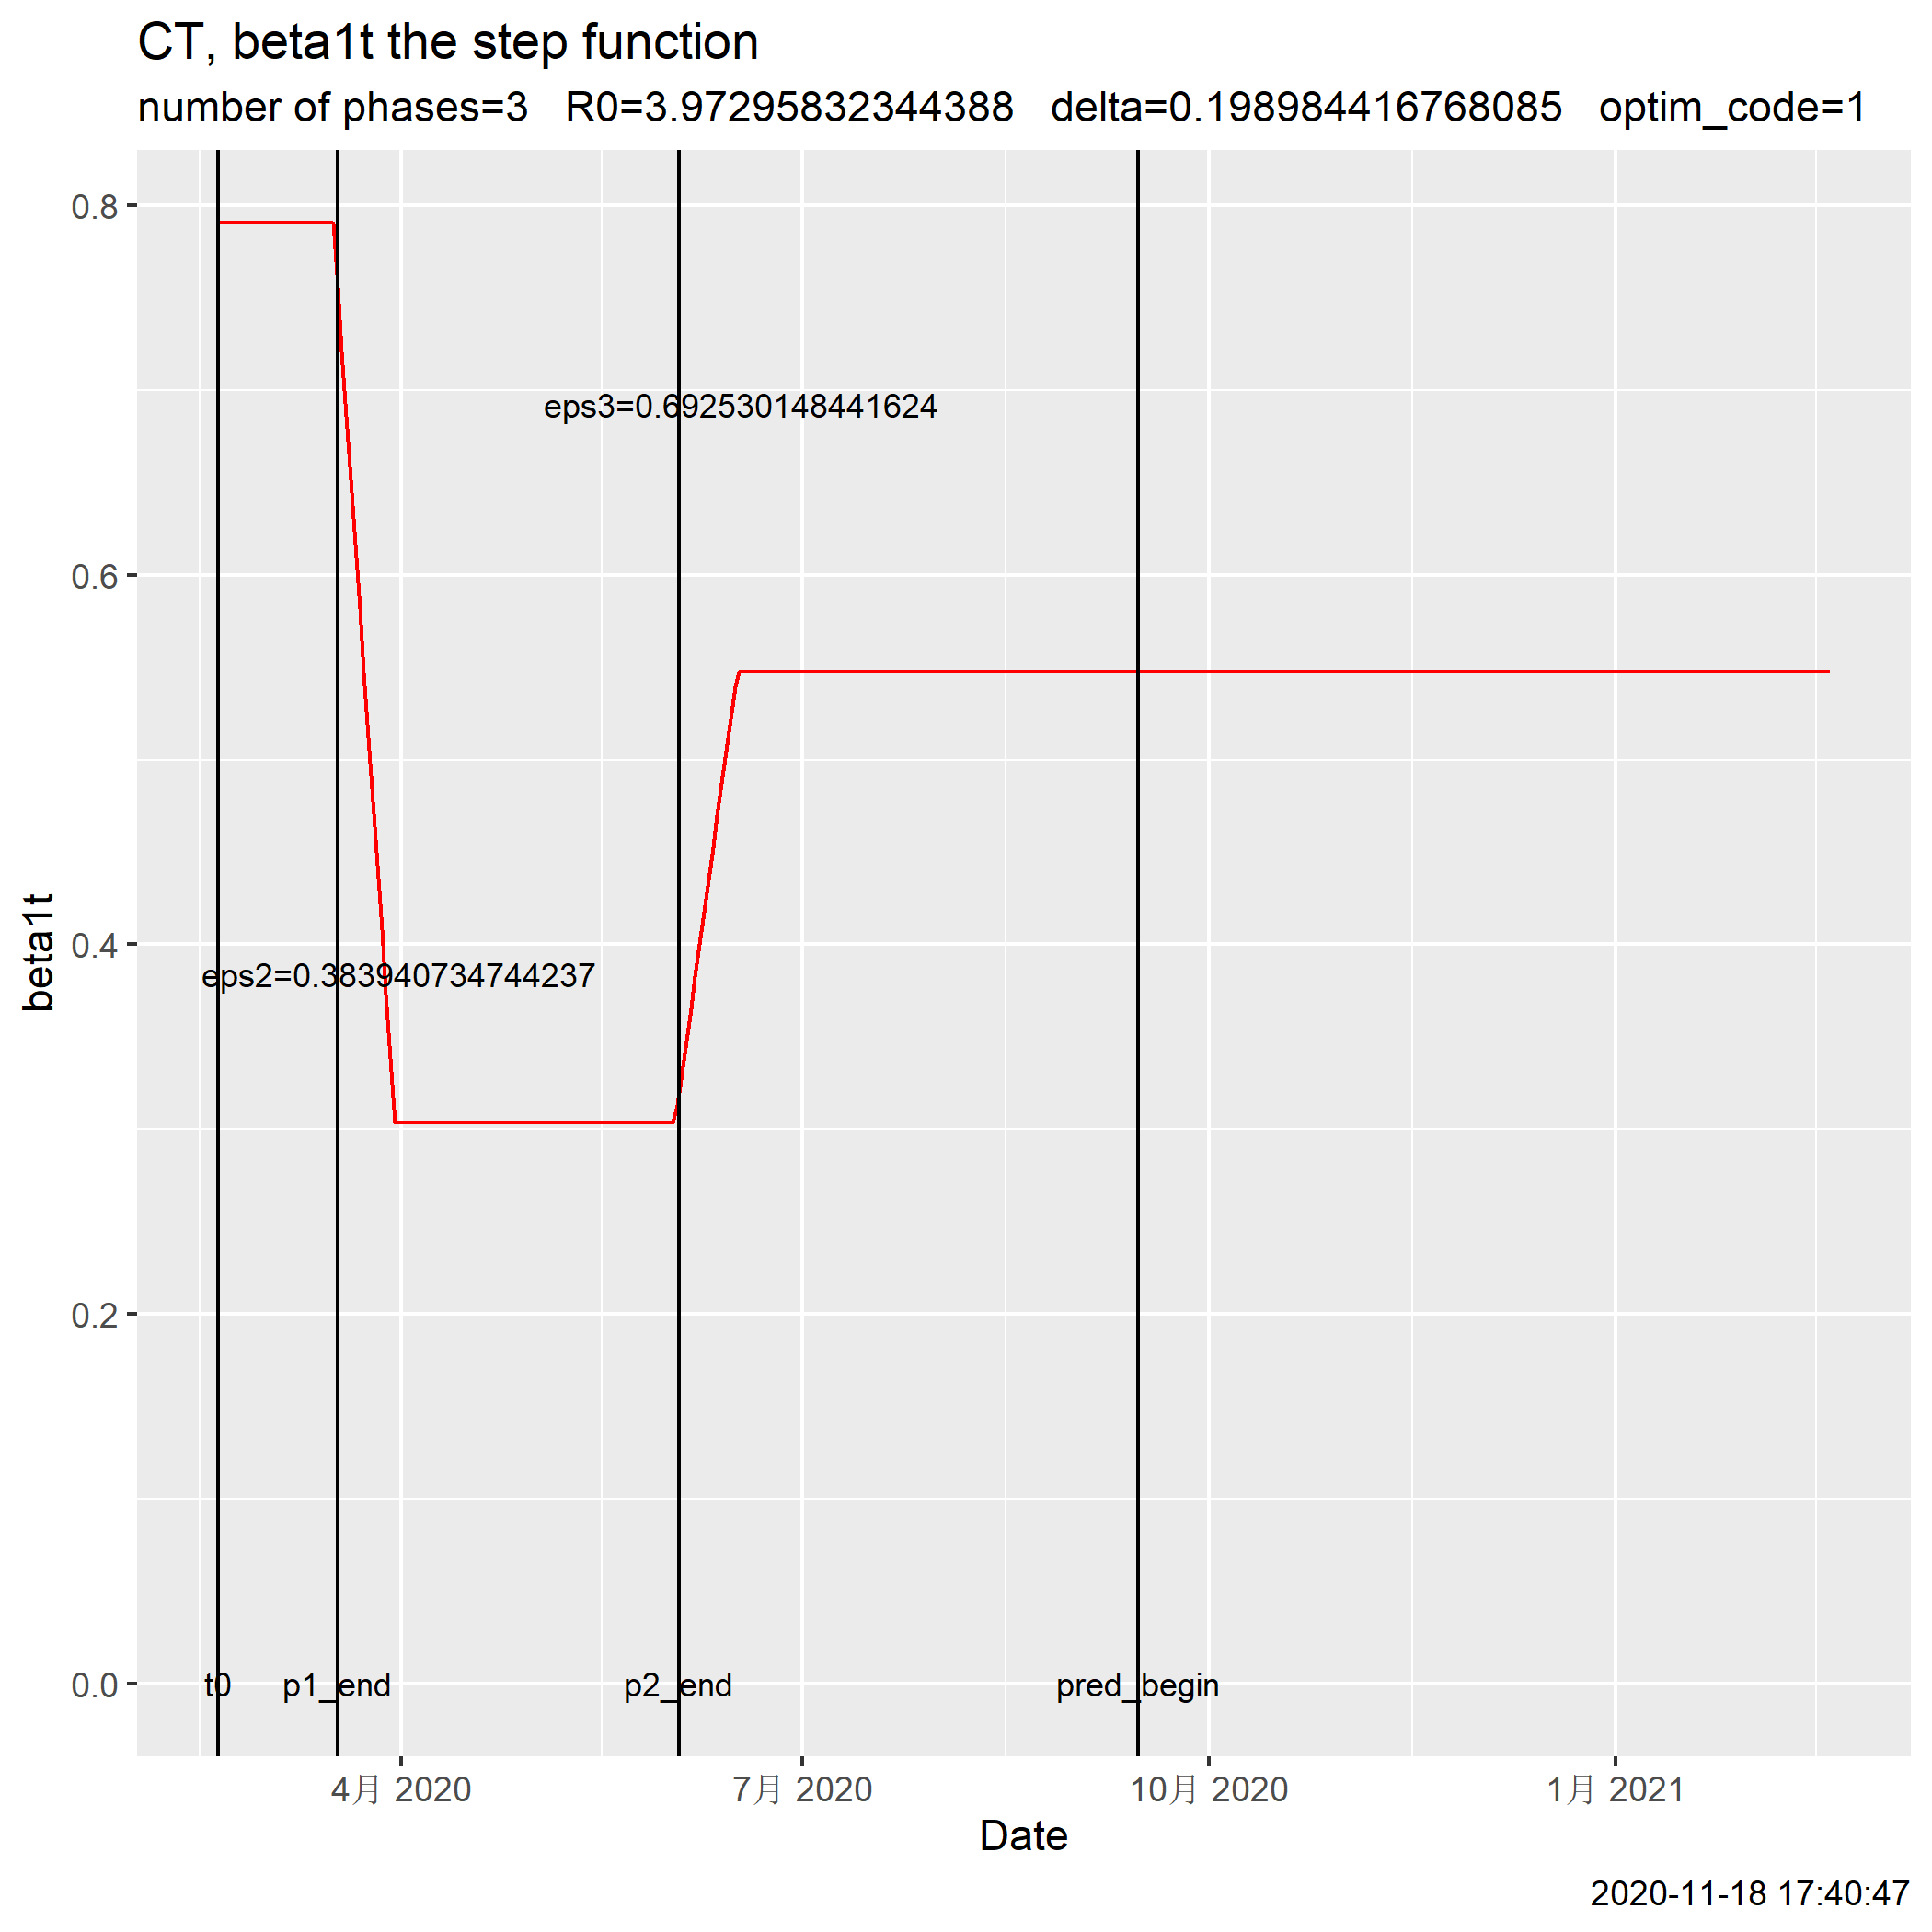 CT, beta1t the step function
number of phases=3   R0=3.97295832344388   delta=0.198984416768085   optim_code=1
0.8
eps3=0.692530148441624
0.6
beta1t
0.4
eps2=0.383940734744237
0.2
0.0
t0
p1_end
p2_end
pred_begin
4月 2020
7月 2020
10月 2020
1月 2021
Date
2020-11-18 17:40:47